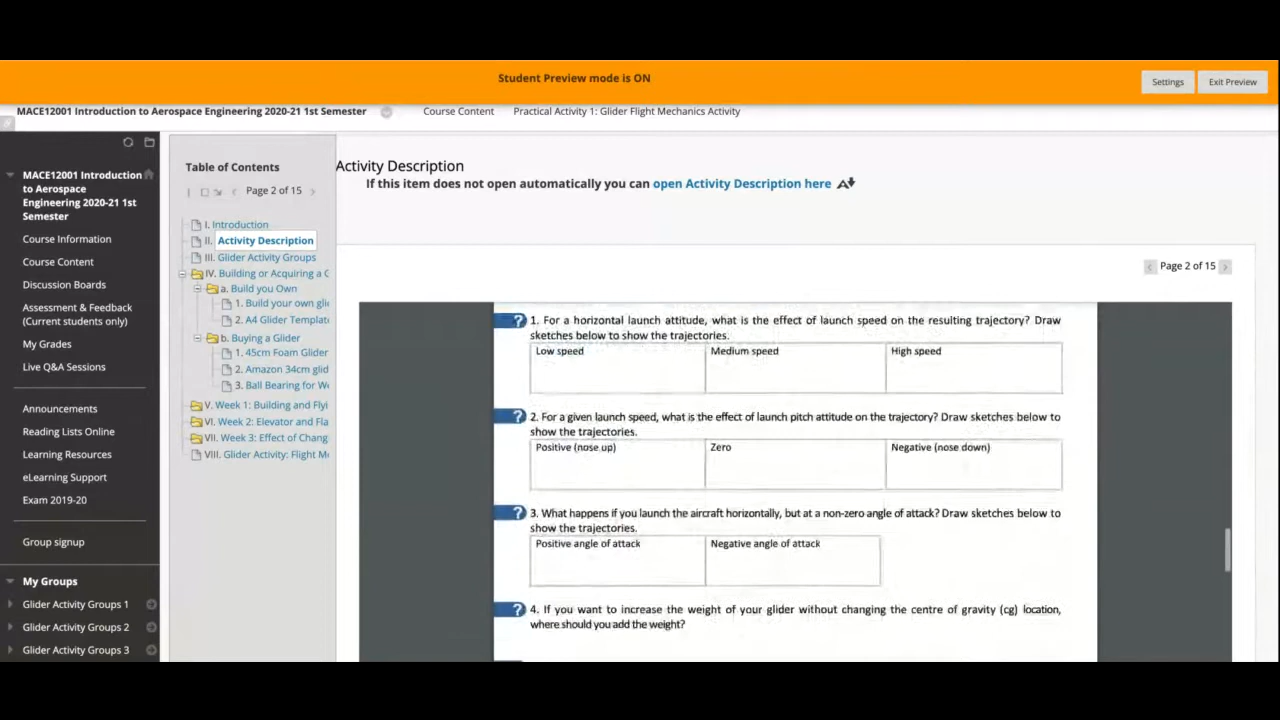 Student Preview mode is ON
Settings
Exit Preview
MACE12001 Introduction to Aerospace Engineering 2020-21 1st Semester
Course Content
Practical Activity 1: Glider Flight Mechanics Activity
MACE12001 Introduction
to Aerospace
Engineering 2020-21 1st
Semester
Course Information
Course Content
Discussion Boards
Assessment & Feedback
(Current students only)
My Grades
Live Q&A Sessions
Announcements
Reading Lists Online
Learning Resources
eLearning Support
Exam 2019-20
Group signup
My Groups
Glider Activity Groups 1
Glider Activity Groups 2
Glider Activity Groups 3
Table of Contents
Page 2 of 15
I. Introduction
II. Activity Description
III. Glider Activity Groups
IV. Building or Acquiring a G
a. Build you Own
1. Build your own glid
2. A4 Glider Template
b. Buying a Glider
1. 45cm Foam Glider
2. Amazon 34cm glid
3. Ball Bearing for We
V. Week 1: Building and Flyi
VI. Week 2: Elevator and Fla
VII. Week 3: Effect of Chang
VIII. Glider Activity: Flight Me
Activity Description
If this item does not open automatically you can open Activity Description here
Page 2 of 15
? 1. For a horizontal launch attitude, what is the effect of launch speed on the resulting trajectory? Draw
sketches below to show the trajectories.
Low speed Medium speed High speed
? 2. For a given launch speed, what is the effect of launch pitch attitude on the trajectory? Draw sketches below to
show the trajectories.
Positive (nose up) Zero Negative (nose down)
? 3. What happens if you launch the aircraft horizontally, but at a non-zero angle of attack? Draw sketches below to
show the trajectories.
Positive angle of attack Negative angle of attack
? 4. If you want to increase the weight of your glider without changing the centre of gravity (cg) location,
where should you add the weight?